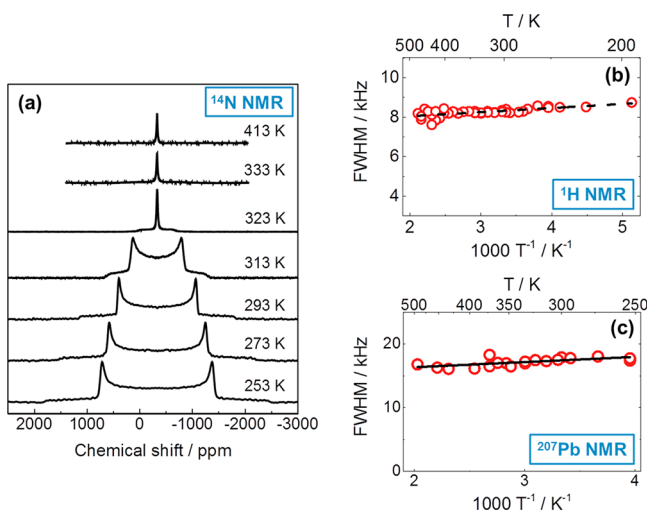 (a)
¹⁴N NMR
413 K
333 K
323 K
313 K
293 K
273 K
253 K
2000 1000 0 -1000 -2000 -3000
Chemical shift / ppm
T / K
500 400 300 200
(b)
FWHM / kHz
10
8
6
4
¹H NMR
2 3 4 5
1000 T⁻¹ / K⁻¹
T / K
500 450 400 350 300 250
(c)
FWHM / kHz
20
10
0
²⁰⁷Pb NMR
2 3 4
1000 T⁻¹ / K⁻¹